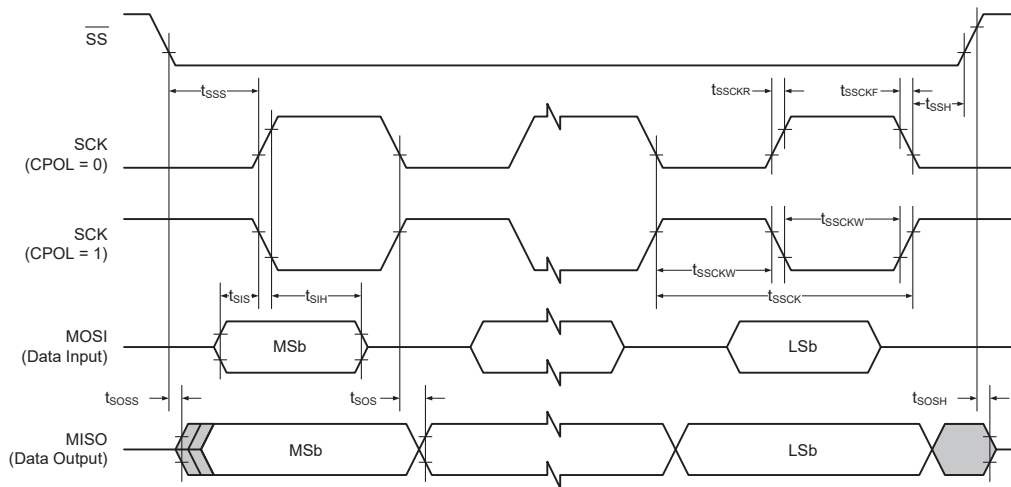 SS
tSSS
tSSCKR
tSSCKF
tSSH
SCK
(CPOL = 0)
SCK
(CPOL = 1)
tSSCKW
tSSCKW
tSSCK
tSIS
tSIH
MOSI
(Data Input)
MSb
LSb
tSOSS
tSOS
tSOSH
MISO
(Data Output)
MSb
LSb